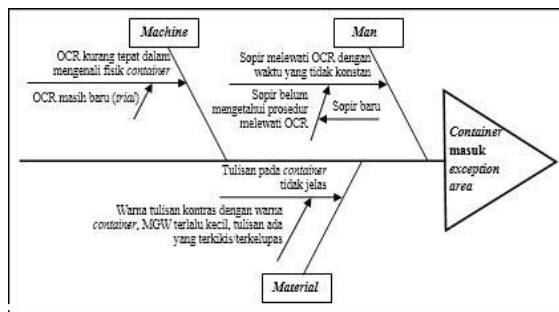 Machine
OCR kurang tepat dalam
mengenali fisik container
OCR masih baru (trial)
Man
Sopir melewati OCR dengan
waktu yang tidak konstan
Sopir belum
mengetahui prosedur
melewati OCR
Sopir baru
Container
masuk
exception
area
Tulisan pada container
tidak jelas
Warna tulisan kontras dengan warna
container, MGW terlalu kecil, tulisan ada
yang terkikis/terkelupas
Material